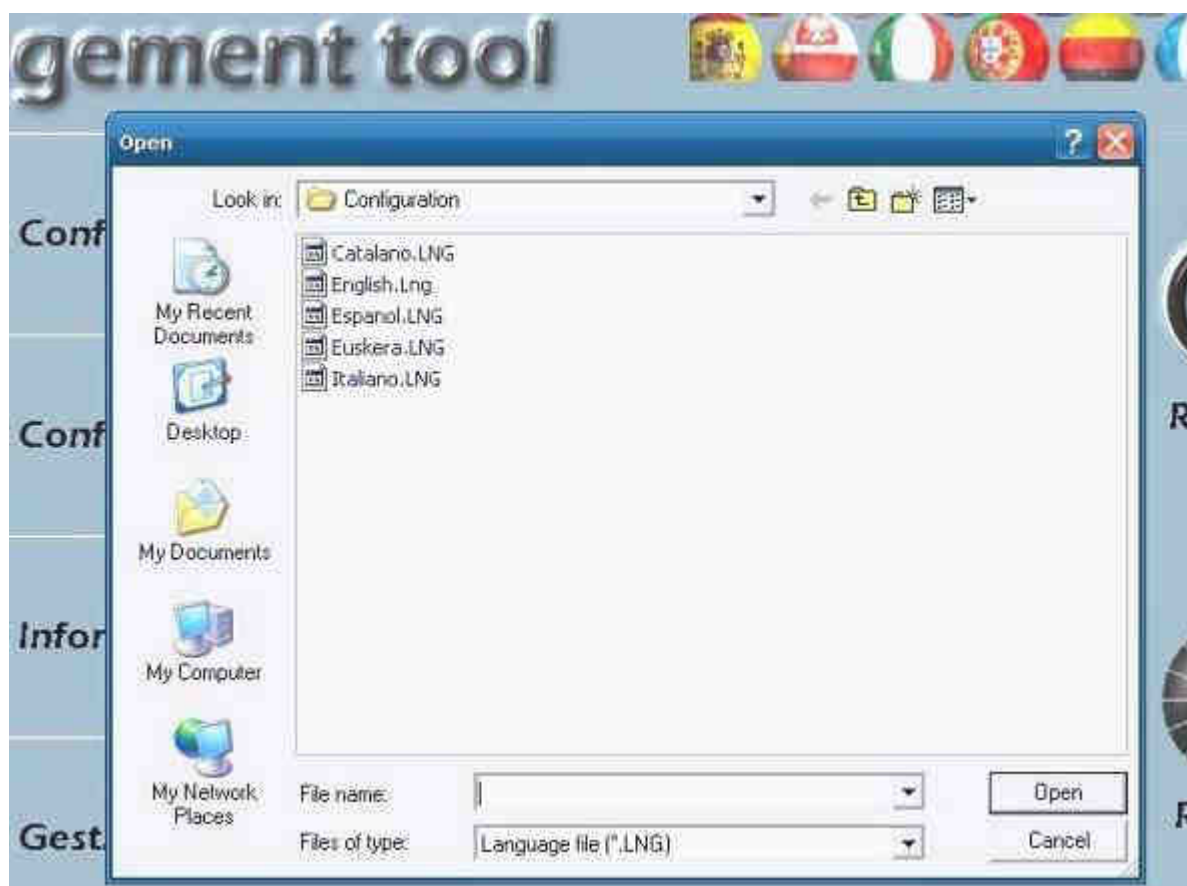 gement tool
Open
Look in: Configuration
Conf
Catalano.LNG
English.Lng
Espanol.LNG
Euskera.LNG
Italiano.LNG
My Recent
Documents
Desktop
Conf
R
My Documents
Infor
My Computer
My Network
Places
File name:
Open
R
Gest
Files of type: Language file (*.LNG)
Cancel